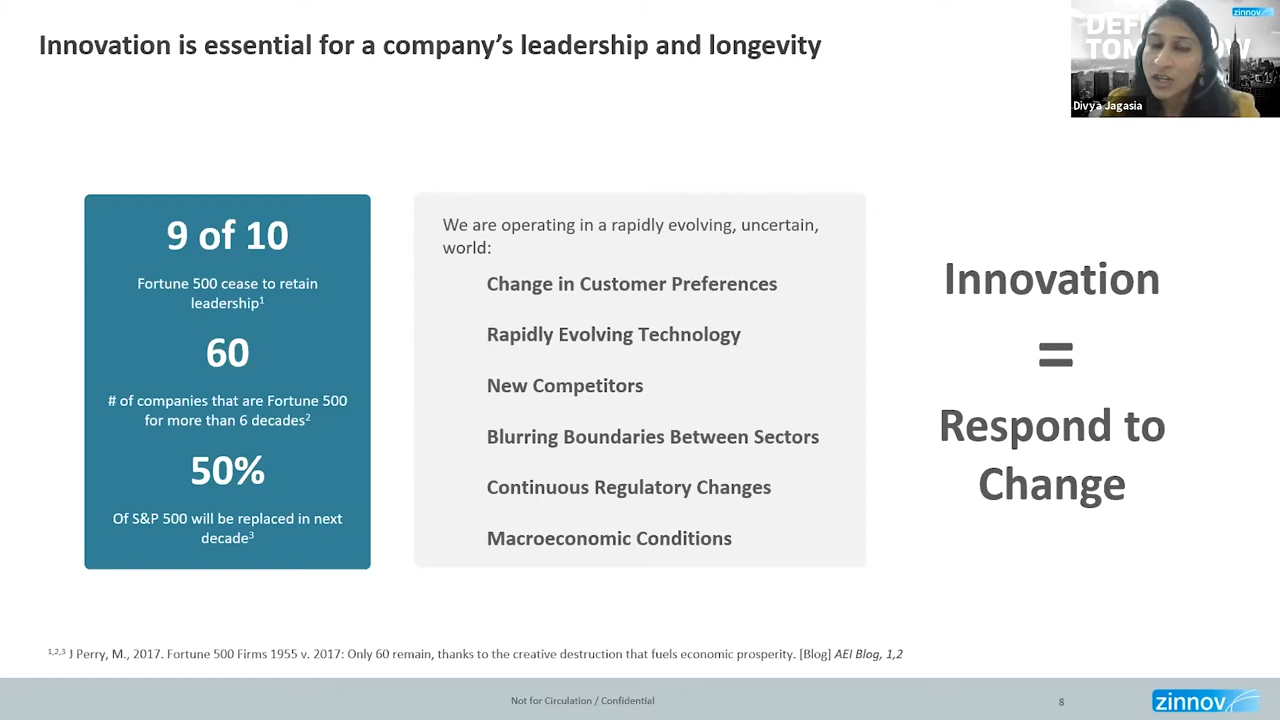 Innovation is essential for a company's leadership and longevity
zinnov
Divya Jagasia
9 of 10
Fortune 500 cease to retain
leadership1
60
# of companies that are Fortune 500
for more than 6 decades2
50%
Of S&P 500 will be replaced in next
decade3
We are operating in a rapidly evolving, uncertain,
world:
Change in Customer Preferences
Rapidly Evolving Technology
New Competitors
Blurring Boundaries Between Sectors
Continuous Regulatory Changes
Macroeconomic Conditions
Innovation
=
Respond to
Change
1,2,3 J Perry, M., 2017. Fortune 500 Firms 1955 v. 2017: Only 60 remain, thanks to the creative destruction that fuels economic prosperity. [Blog] AEI Blog, 1,2
Not for Circulation / Confidential
8
zinnov